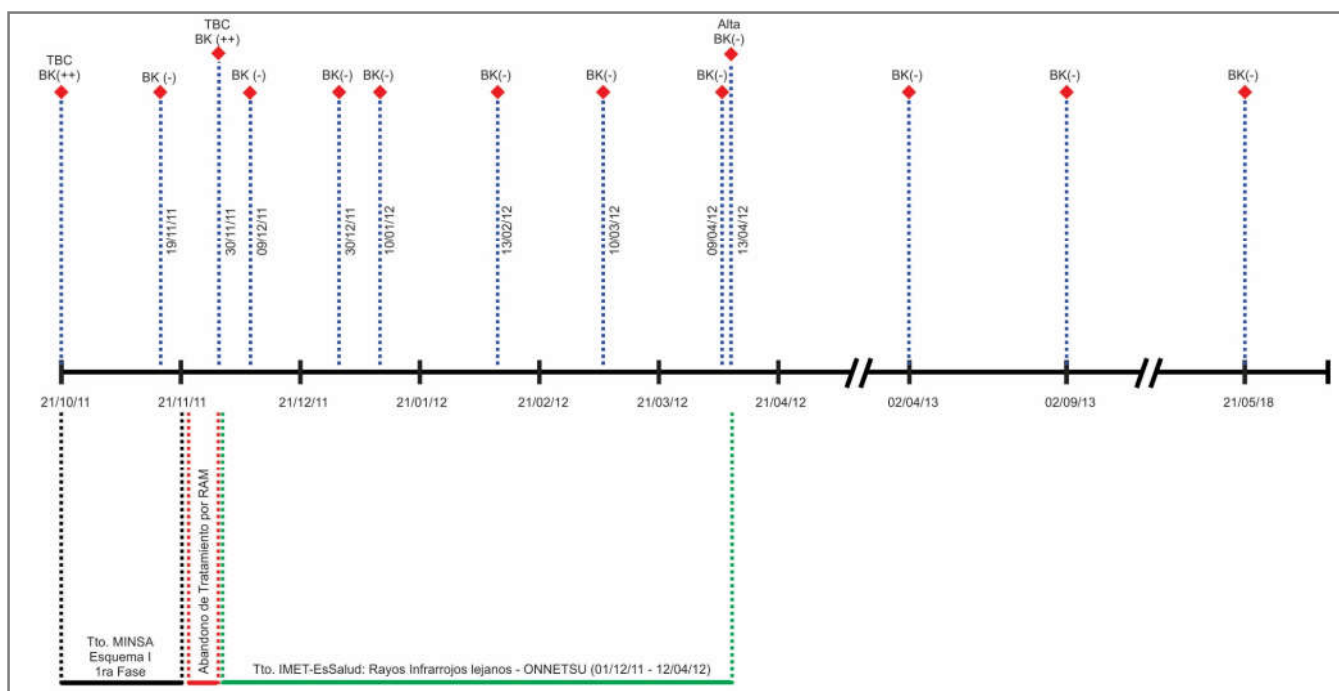 TBC
BK(++)
BK (-)
TBC
BK (++)
BK (-)
BK(-)
BK(-)
BK(-)
BK(-)
BK(-)
Alta
BK(-)
BK(-)
BK(-)
BK(-)
19/11/11
30/11/11
09/12/11
30/12/11
10/01/12
13/02/12
10/03/12
09/04/12
13/04/12
21/10/11
21/11/11
21/12/11
21/01/12
21/02/12
21/03/12
21/04/12
02/04/13
02/09/13
21/05/18
Tto. MINSA
Esquema I
1ra Fase
Abandono de Tratamiento por RAM
Tto. IMET-EsSalud: Rayos Infrarrojos lejanos - ONNETSU (01/12/11 - 12/04/12)